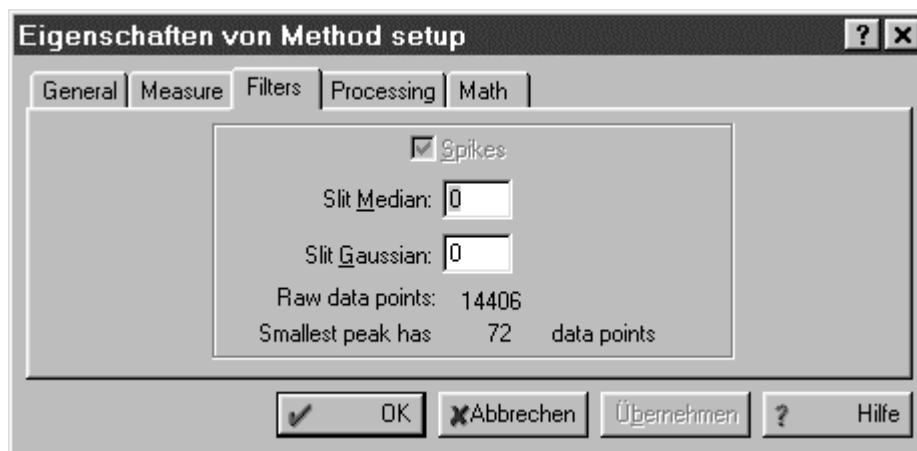 Eigenschaften von Method setup
General Measure Filters Processing Math
Spikes
Slit Median: 0
Slit Gaussian: 0
Raw data points: 14406
Smallest peak has 72 data points
OK Abbrechen Übernehmen ? Hilfe